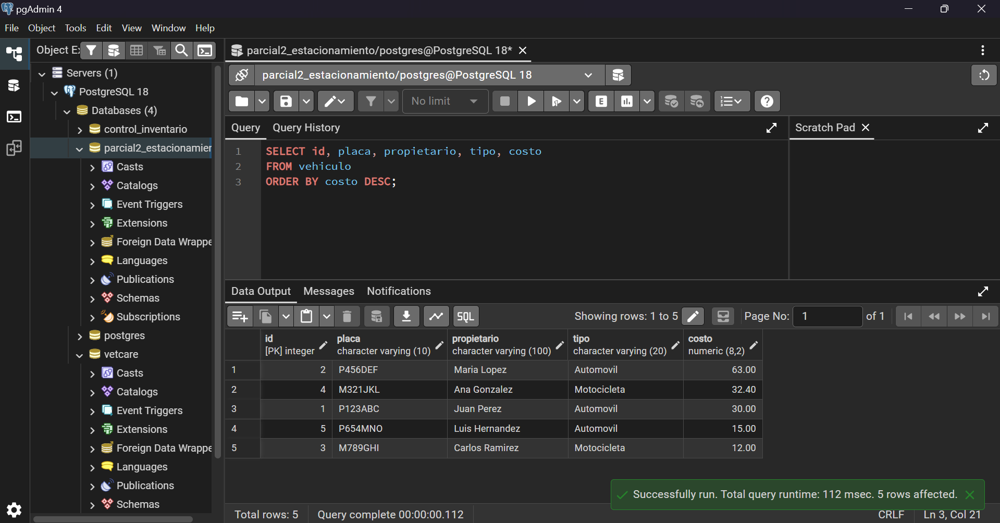 pgAdmin 4
File Object Tools Edit View Window Help
Object Ex
parcial2_estacionamiento/postgres@PostgreSQL 18*
Servers (1)
PostgreSQL 18
Databases (4)
control_inventario
parcial2_estacionamier
Casts
Catalogs
Event Triggers
Extensions
Foreign Data Wrappe
Languages
Publications
Schemas
Subscriptions
postgres
vetcare
Casts
Catalogs
Event Triggers
Extensions
Foreign Data Wrappe
Languages
Publications
Schemas
parcial2_estacionamiento/postgres@PostgreSQL 18
No limit
E
Query Query History
Scratch Pad
1 SELECT id, placa, propietario, tipo, costo
2 FROM vehiculo
3 ORDER BY costo DESC;
Data Output Messages Notifications
SQL Showing rows: 1 to 5 Page No: 1 of 1
id placa propietario tipo costo
[PK] integer character varying (10) character varying (100) character varying (20) numeric (8,2)
1 2 P456DEF Maria Lopez Automovil 63.00
2 4 M321JKL Ana Gonzalez Motocicleta 32.40
3 1 P123ABC Juan Perez Automovil 30.00
4 5 P654MNO Luis Hernandez Automovil 15.00
5 3 M789GHI Carlos Ramirez Motocicleta 12.00
Successfully run. Total query runtime: 112 msec. 5 rows affected.
Total rows: 5 Query complete 00:00:00.112 CRLF Ln 3, Col 21